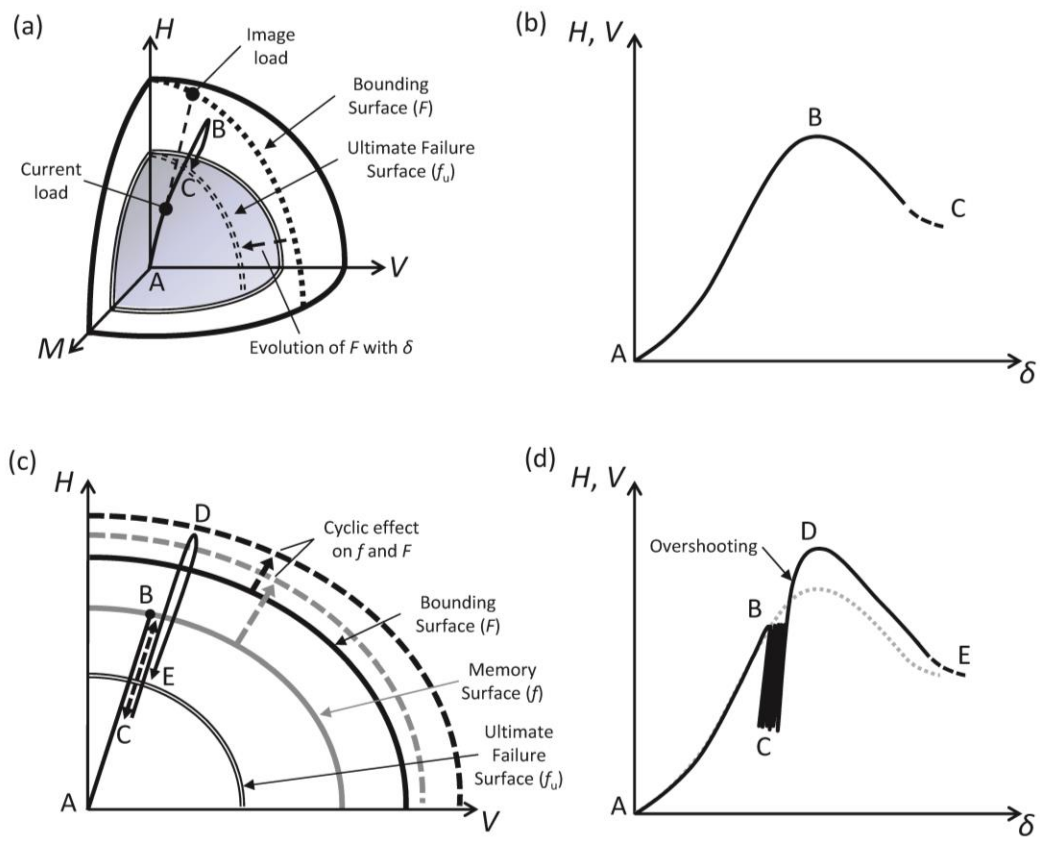 (a)
H
Image
load
Bounding
Surface (F)
B
Ultimate Failure
Surface (fu)
Current
load
C
A
V
M
Evolution of F with δ
(b)
H, V
B
C
A
δ
(c)
H
D
Cyclic effect
on f and F
B
Bounding
Surface (F)
E
Memory
Surface (f)
C
Ultimate
Failure
Surface (fu)
A
V
(d)
H, V
D
Overshooting
B
E
C
A
δ